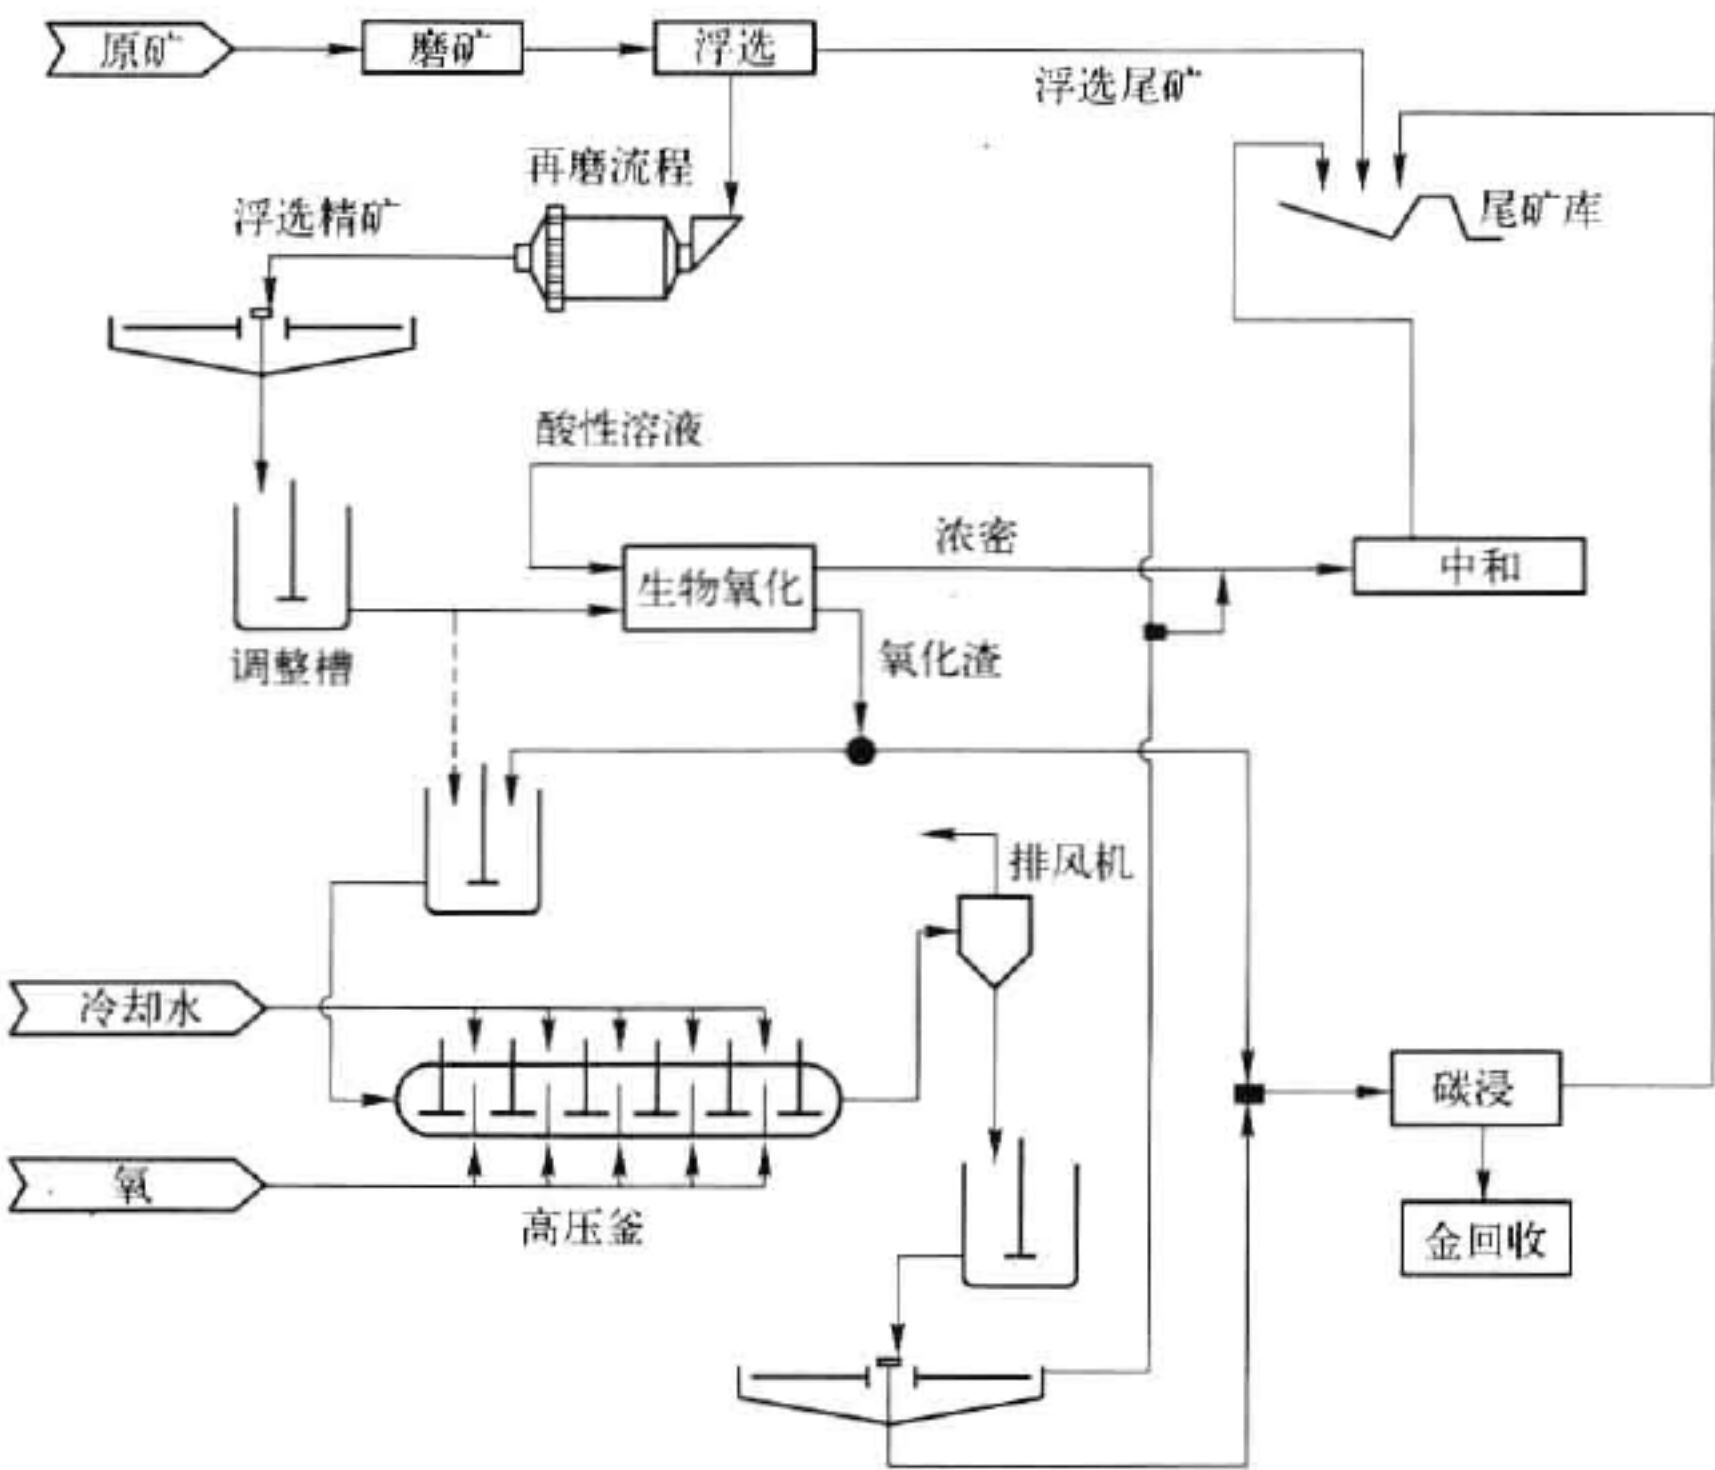 原矿
磨矿
浮选
浮选尾矿
再磨流程
浮选精矿
尾矿库
酸性溶液
浓密
生物氧化
中和
氧化渣
调整槽
排风机
冷却水
碳浸
氧
高压釜
金回收